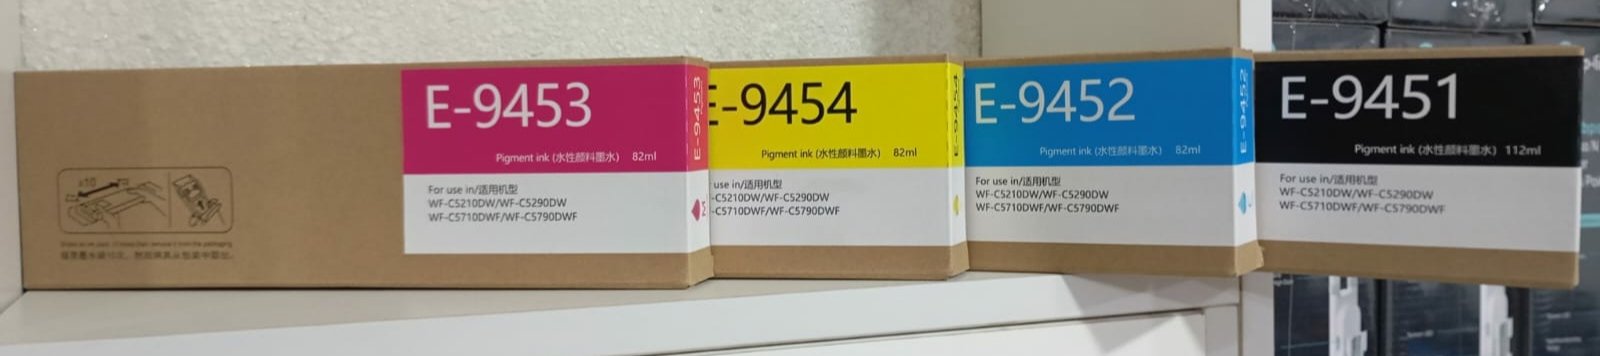 E-9453
Pigment ink (水性颜料墨水) 82ml
For use in/适用机型
WF-C5210DW/WF-C5290DW
WF-C5710DWF/WF-C5790DWF
E-9453
M
x10
E-9454
Pigment ink (水性颜料墨水) 82ml
use in/适用机型
-C5210DW/WF-C5290DW
-C5710DWF/WF-C5790DWF
E-9454
E-9452
Pigment ink (水性颜料墨水) 82ml
For use in/适用机型
WF-C5210DW/WF-C5290DW
WF-C5710DWF/WF-C5790DWF
E-9452
C
E-9451
Pigment ink (水性颜料墨水) 112ml
For use in/适用机型
WF-C5210DW/WF-C5290DW
WF-C5710DWF/WF-C5790DWF